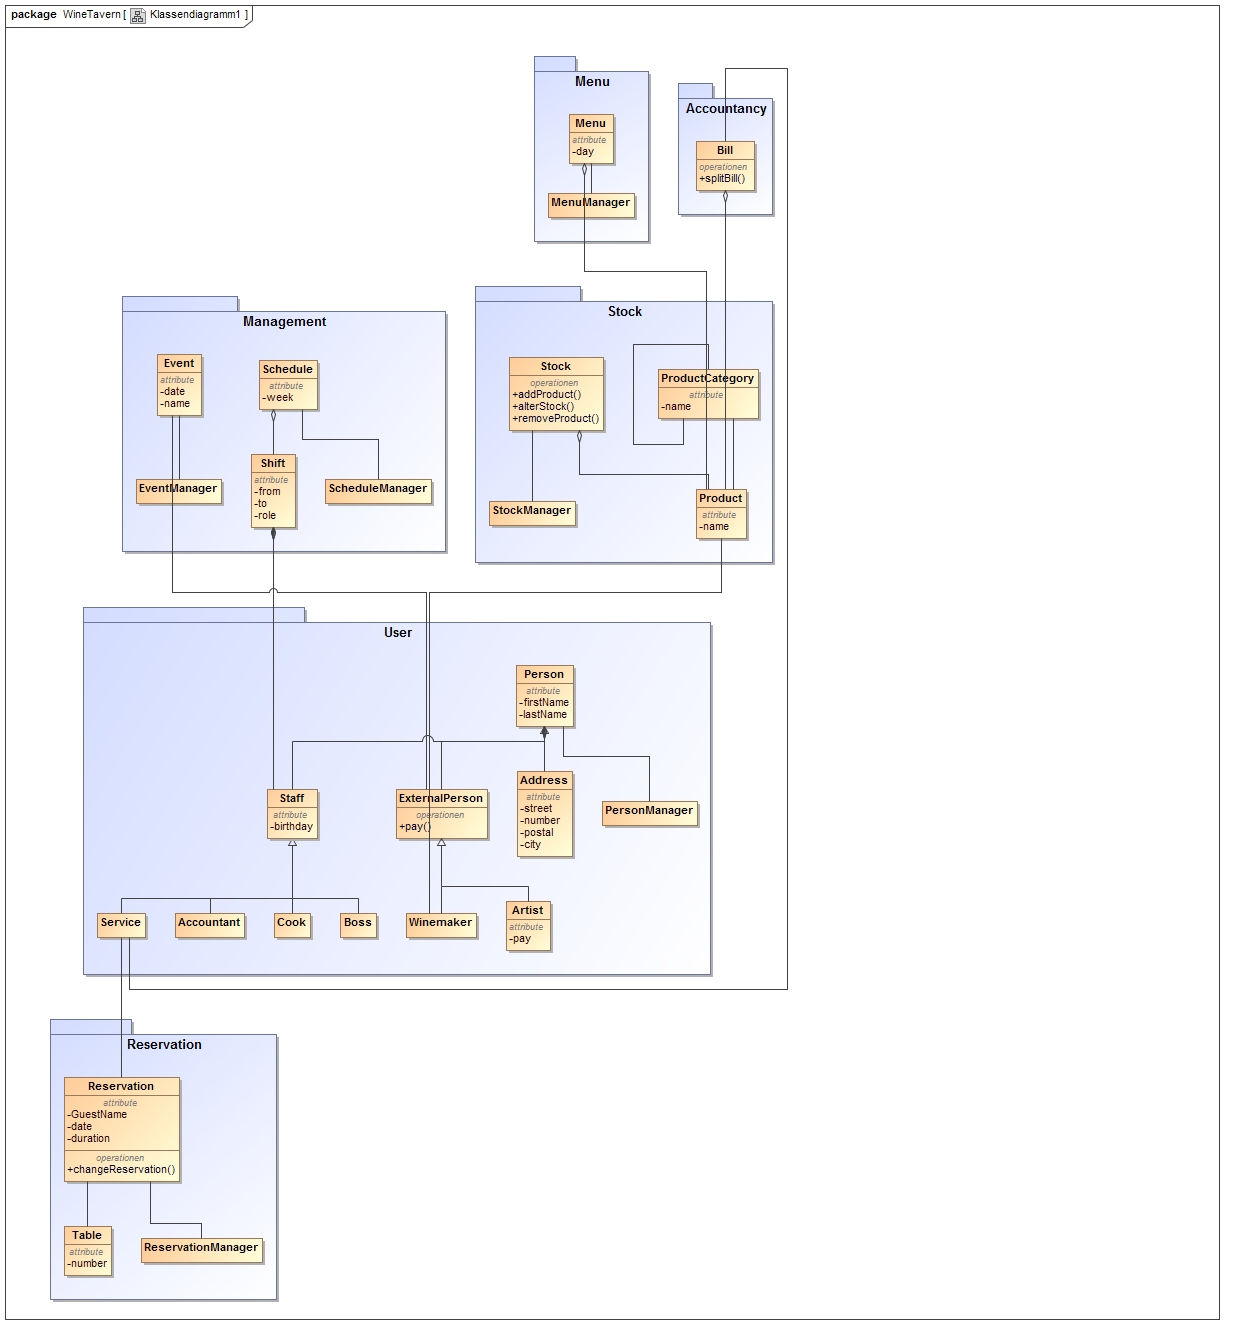 package WineTavern [ Klassendiagramm1 ]
Menu
Menu
attribute
-day
MenuManager
Accountancy
Bill
operationen
+splitBill()
Management
Event
attribute
-date
-name
EventManager
Schedule
attribute
-week
Shift
attribute
-from
-to
-role
ScheduleManager
Stock
Stock
operationen
+addProduct()
+alterStock()
+removeProduct()
StockManager
ProductCategory
attribute
-name
Product
attribute
-name
User
Person
attribute
-firstName
-lastName
Staff
attribute
-birthday
ExternalPerson
operationen
+pay()
Address
attribute
-street
-number
-postal
-city
PersonManager
Service
Accountant
Cook
Boss
Winemaker
Artist
attribute
-pay
Reservation
Reservation
attribute
-GuestName
-date
-duration
operationen
+changeReservation()
Table
attribute
-number
ReservationManager